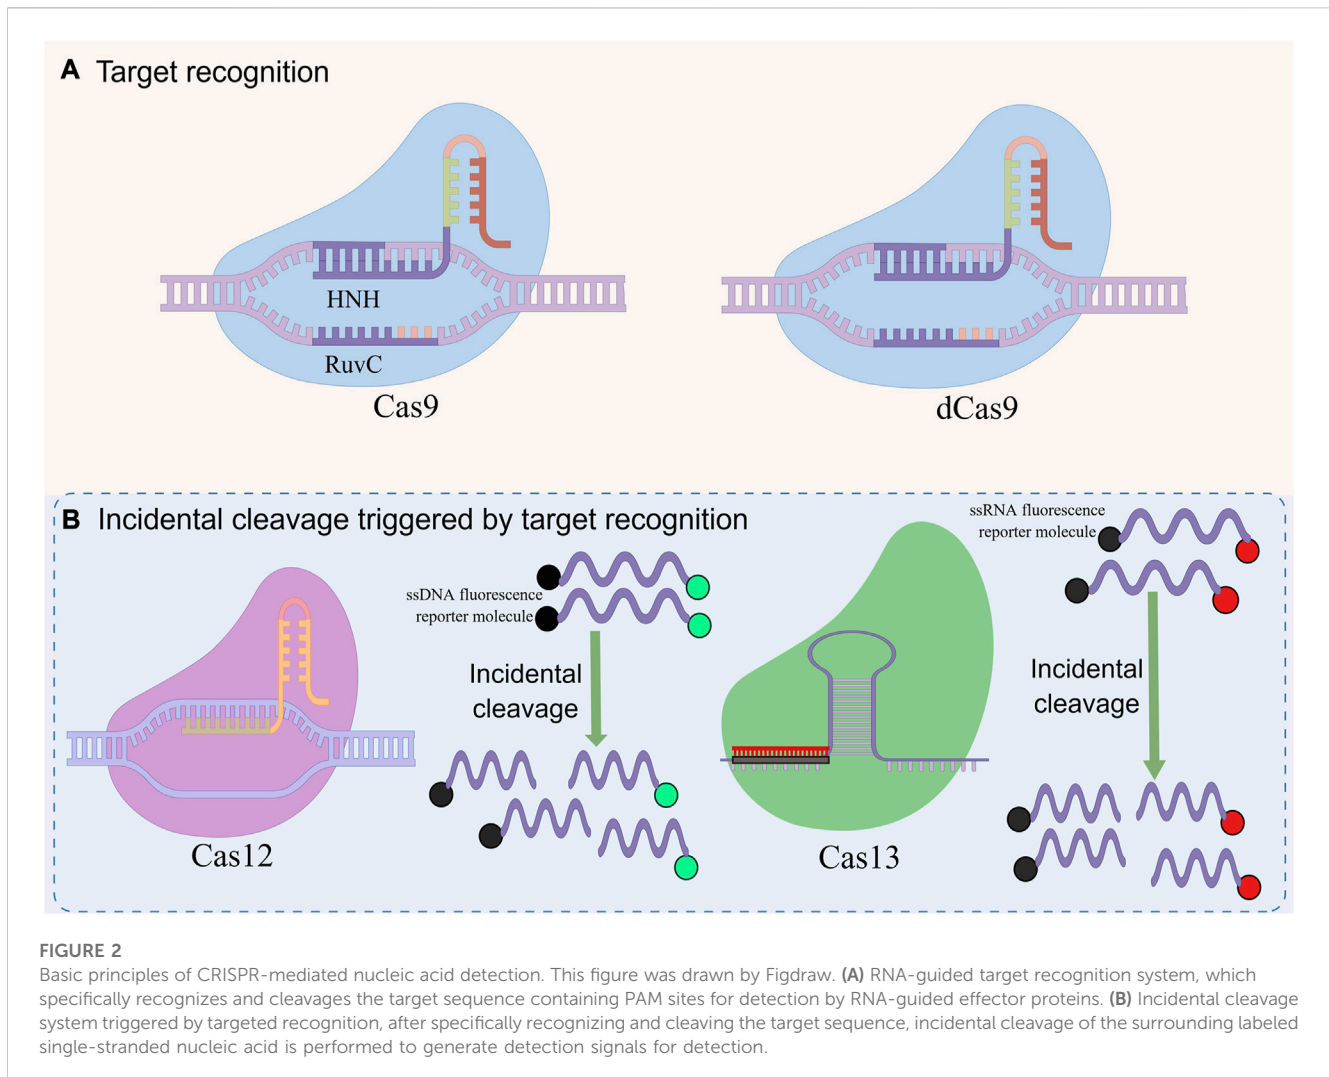 A Target recognition
HNH
RuvC
Cas9
dCas9
B Incidental cleavage triggered by target recognition
ssDNA fluorescence
reporter molecule
Incidental
cleavage
Cas12
ssRNA fluorescence
reporter molecule
Incidental
cleavage
Cas13
FIGURE 2
Basic principles of CRISPR-mediated nucleic acid detection. This figure was drawn by Figdraw. (A) RNA-guided target recognition system, which
specifically recognizes and cleavages the target sequence containing PAM sites for detection by RNA-guided effector proteins. (B) Incidental cleavage
system triggered by targeted recognition, after specifically recognizing and cleaving the target sequence, incidental cleavage of the surrounding labeled
single-stranded nucleic acid is performed to generate detection signals for detection.